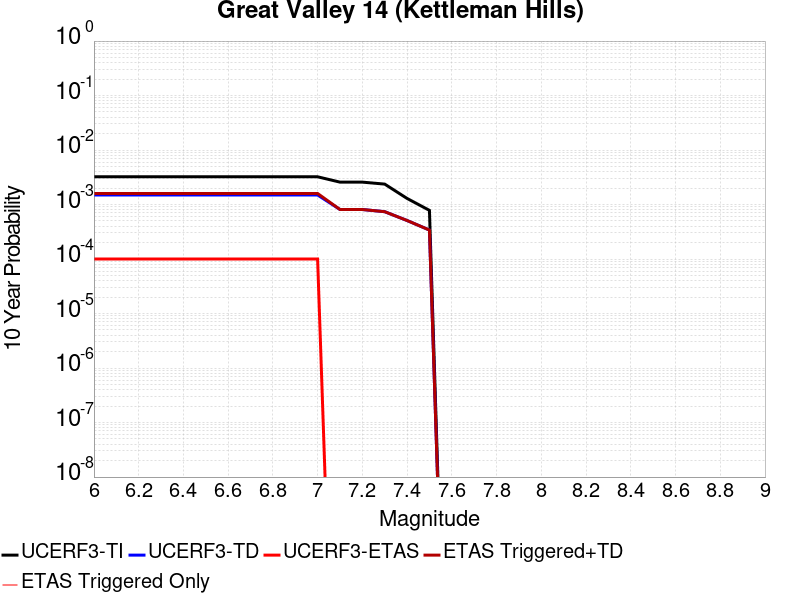 Great Valley 14 (Kettleman Hills)
10^0
10^-1
10^-2
10^-3
10^-4
10^-5
10^-6
10^-7
10^-8
10 Year Probability
6 6.2 6.4 6.6 6.8 7 7.2 7.4 7.6 7.8 8 8.2 8.4 8.6 8.8 9
Magnitude
UCERF3-TI UCERF3-TD UCERF3-ETAS ETAS Triggered+TD
ETAS Triggered Only